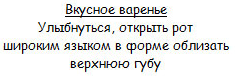 Вкусное варенье
Улыбнуться, открыть рот
широким языком в форме облизать
верхнюю губу